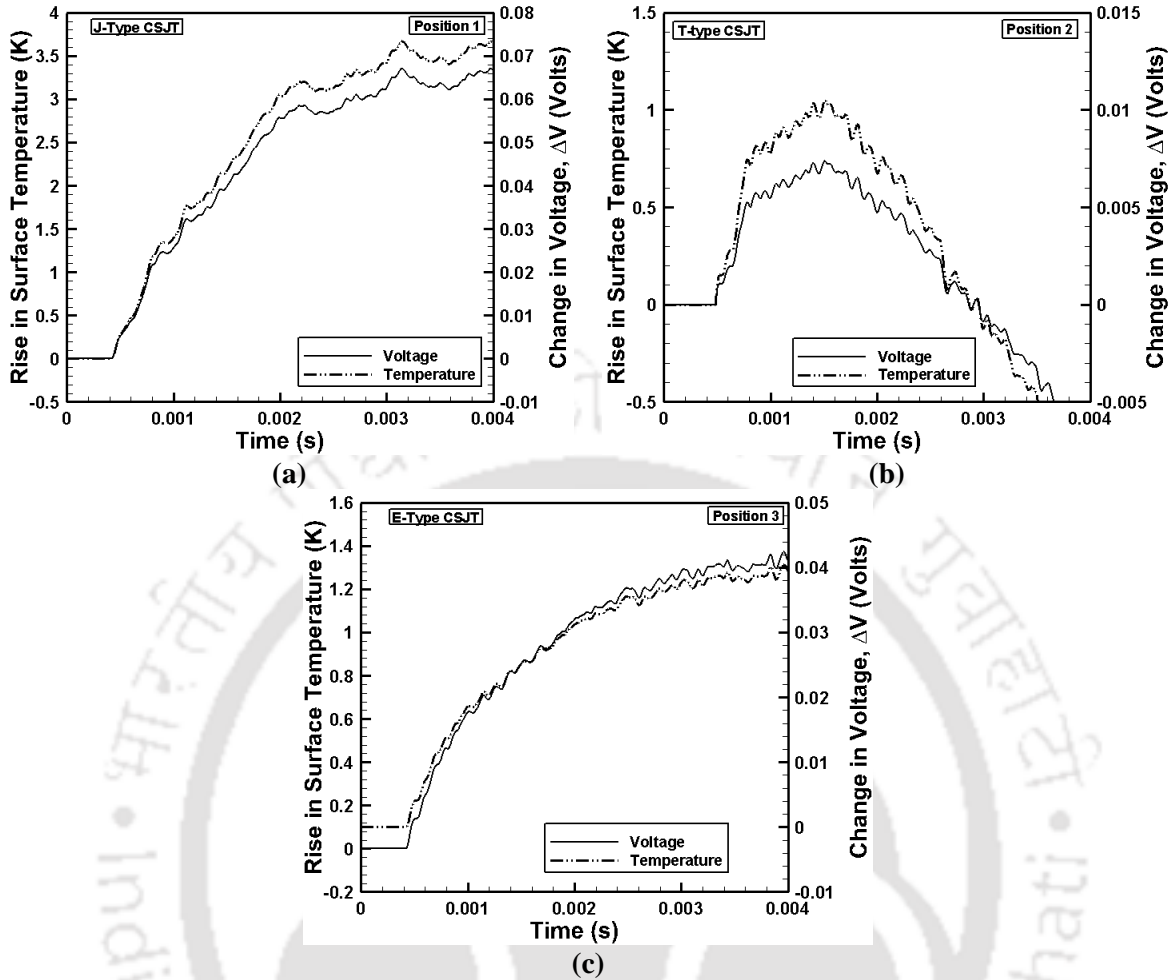 J-Type CSJT
Position 1
Rise in Surface Temperature (K)
4
3.5
3
2.5
2
1.5
1
0.5
0
-0.5
0.08
0.07
0.06
0.05
0.04
0.03
0.02
0.01
0
-0.01
Change in Voltage, ΔV (Volts)
Voltage
Temperature
0 0.001 0.002 0.003 0.004
Time (s)
(a)
T-type CSJT
Position 2
Rise in Surface Temperature (K)
1.5
1
0.5
0
-0.5
0.015
0.01
0.005
0
-0.005
Change in Voltage, ΔV (Volts)
Voltage
Temperature
0 0.001 0.002 0.003 0.004
Time (s)
(b)
E-Type CSJT
Position 3
Rise in Surface Temperature (K)
1.6
1.4
1.2
1
0.8
0.6
0.4
0.2
0
-0.2
0.05
0.04
0.03
0.02
0.01
0
-0.01
Change in Voltage, ΔV (Volts)
Voltage
Temperature
0 0.001 0.002 0.003 0.004
Time (s)
(c)
भारतीय
गुवाहाटी